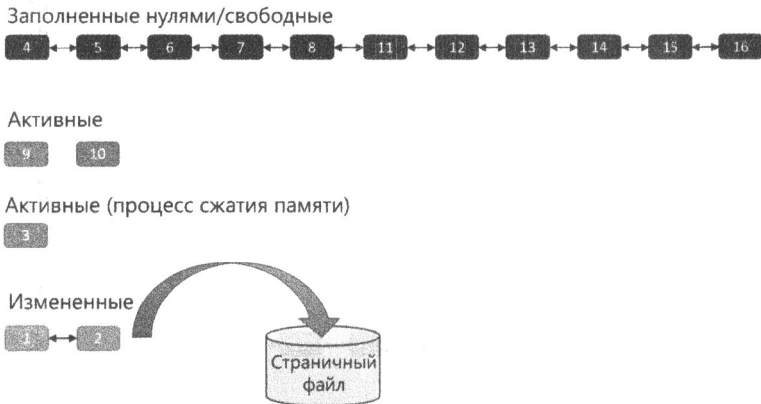 Заполненные нулями/свободные
4 5 6 7 8 11 12 13 14 15 16
Активные
9 10
Активные (процесс сжатия памяти)
3
Измененные
1 2
Страничный
файл